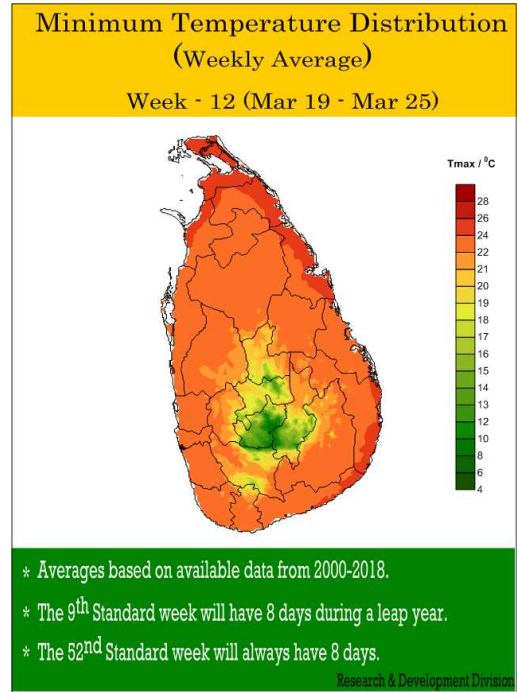 Minimum Temperature Distribution
(Weekly Average)
Week - 12 (Mar 19 - Mar 25)
Tmax / ⁰C
28
26
24
22
21
20
19
18
17
16
15
14
13
12
10
8
6
4
* Averages based on available data from 2000-2018.
* The 9th Standard week will have 8 days during a leap year.
* The 52nd Standard week will always have 8 days.
Research & Development Division